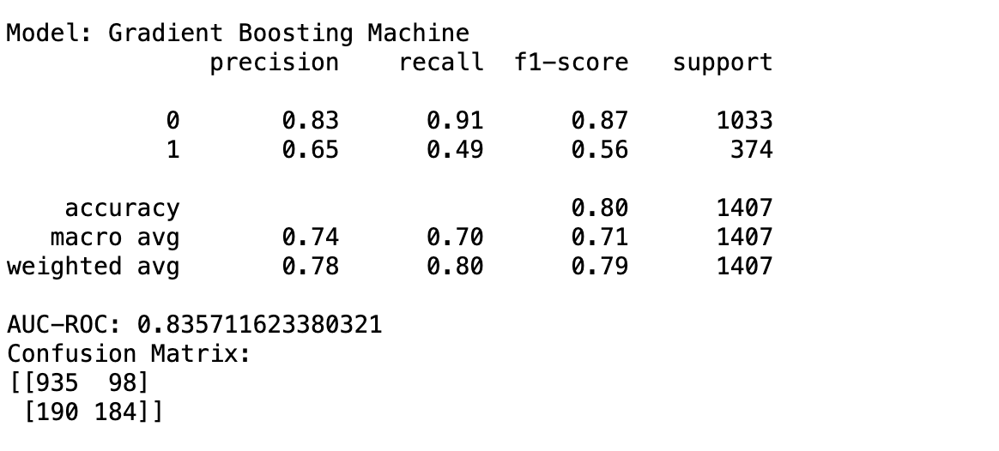 Model: Gradient Boosting Machine
              precision    recall  f1-score   support

           0       0.83      0.91      0.87      1033
           1       0.65      0.49      0.56       374

    accuracy                           0.80      1407
   macro avg       0.74      0.70      0.71      1407
weighted avg       0.78      0.80      0.79      1407

AUC-ROC: 0.835711623380321
Confusion Matrix:
[[935  98]
 [190 184]]